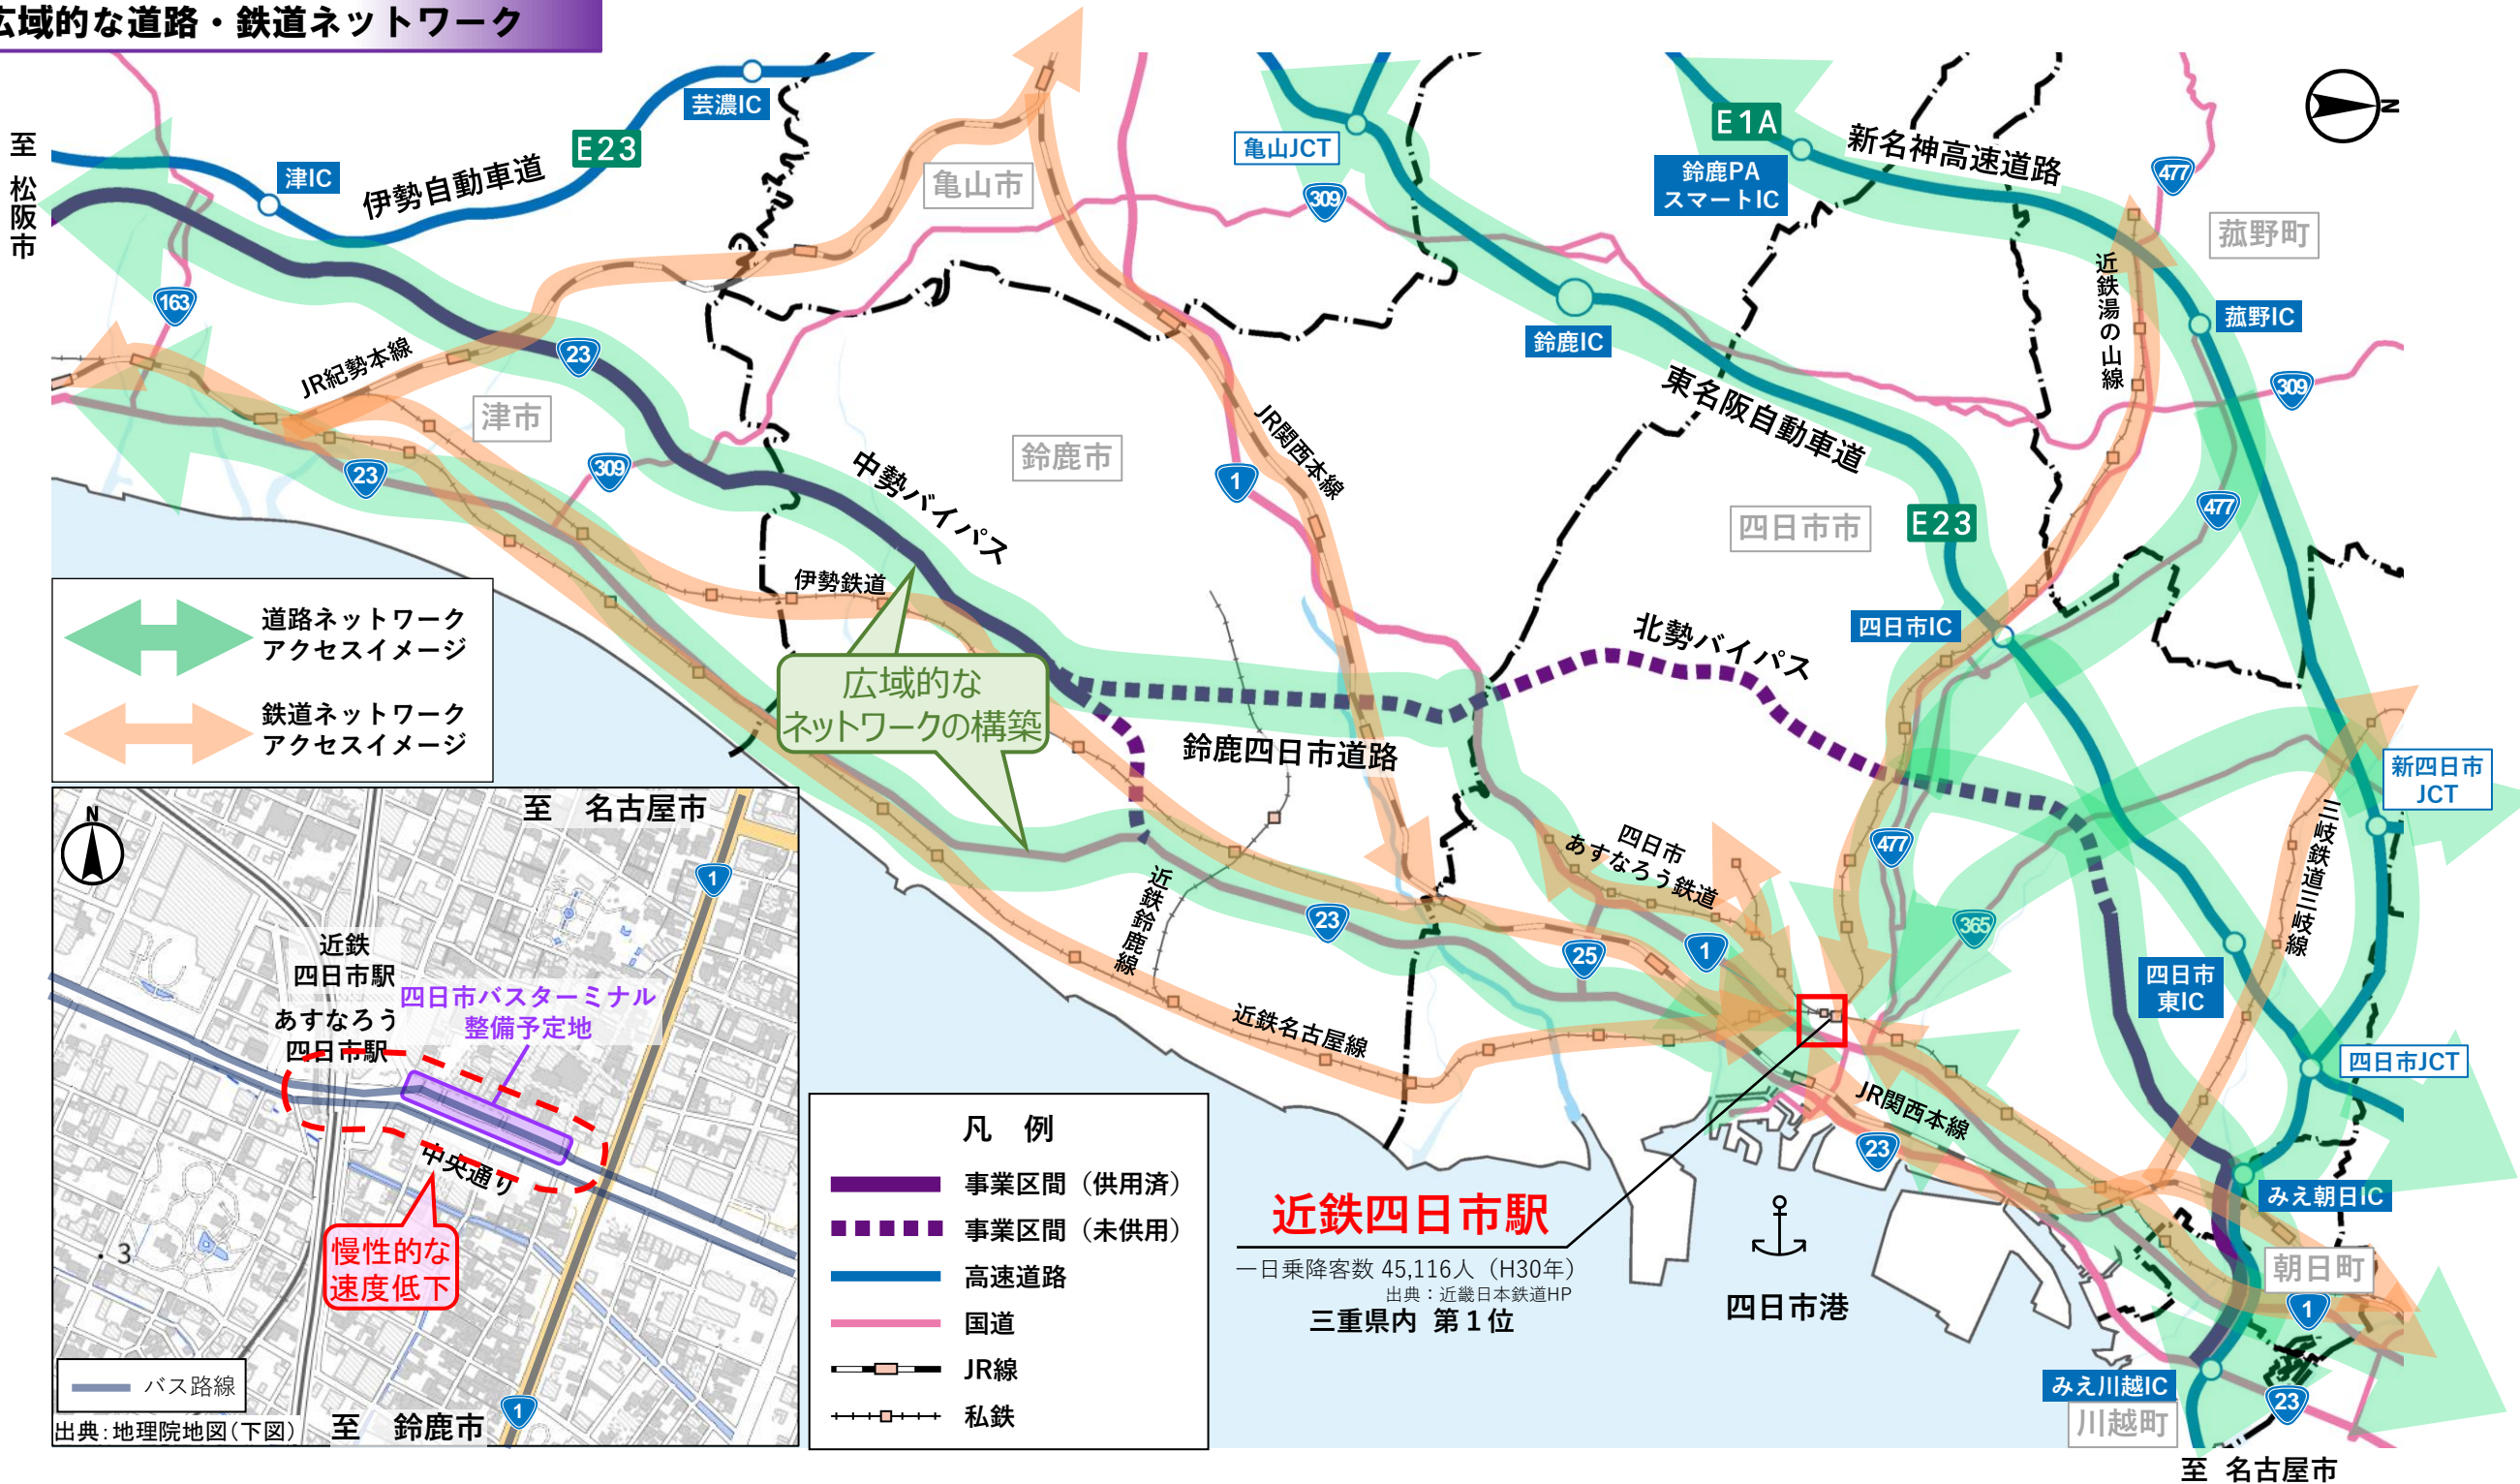 広域的な道路・鉄道ネットワーク
至 松阪市
津IC
伊勢自動車道
E23
芸濃IC
亀山市
亀山JCT
309
E1A
鈴鹿PA
スマートIC
新名神高速道路
477
菰野町
N
163
JR紀勢本線
23
津市
23
309
鈴鹿市
中勢バイパス
1
JR関西本線
鈴鹿IC
東名阪自動車道
近鉄湯の山線
菰野IC
309
477
四日市市
E23
四日市IC
北勢バイパス
伊勢鉄道
広域的な
ネットワークの構築
鈴鹿四日市道路
新四日市
JCT
三岐鉄道三岐線
四日市
あすなろう鉄道
477
365
近鉄鈴鹿線
23
25
1
四日市
東IC
近鉄名古屋線
JR関西本線
四日市JCT
23
みえ朝日IC
朝日町
1
みえ川越IC
川越町
23
至 名古屋市
四日市港
近鉄四日市駅
一日乗降客数 45,116人（H30年）
出典：近畿日本鉄道HP
三重県内 第１位
道路ネットワーク
アクセスイメージ
鉄道ネットワーク
アクセスイメージ
N
至 名古屋市
1
近鉄
四日市駅
あすなろう
四日市駅
四日市バスターミナル
整備予定地
中央通り
慢性的な
速度低下
3
バス路線
出典：地理院地図（下図）
至 鈴鹿市
1
凡 例
事業区間（供用済）
事業区間（未供用）
高速道路
国道
JR線
私鉄